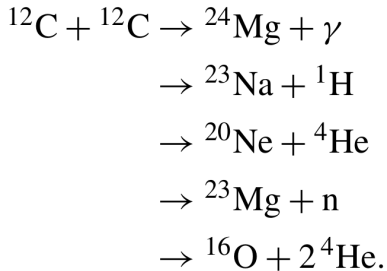 ¹²C + ¹²C → ²⁴Mg + γ
→ ²³Na + ¹H
→ ²⁰Ne + ⁴He
→ ²³Mg + n
→ ¹⁶O + 2 ⁴He.